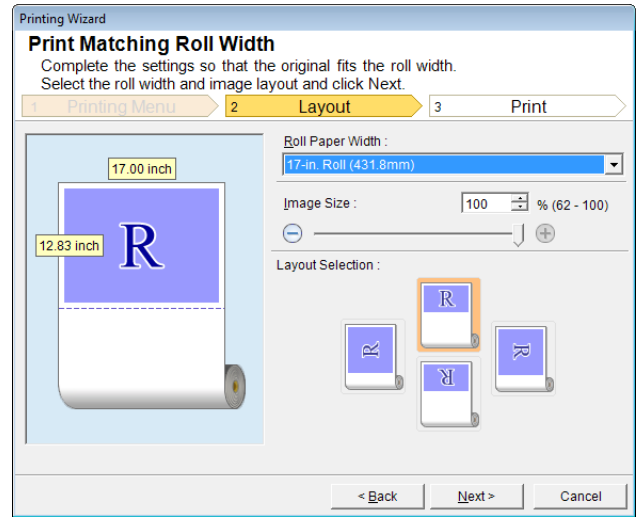 Printing Wizard
Print Matching Roll Width
Complete the settings so that the original fits the roll width.
Select the roll width and image layout and click Next.
1 Printing Menu 2 Layout 3 Print
Roll Paper Width :
17-in. Roll (431.8mm)
17.00 inch
12.83 inch
R
Image Size : 100 % (62 - 100)
Layout Selection :
R
R
R
R
< Back Next > Cancel